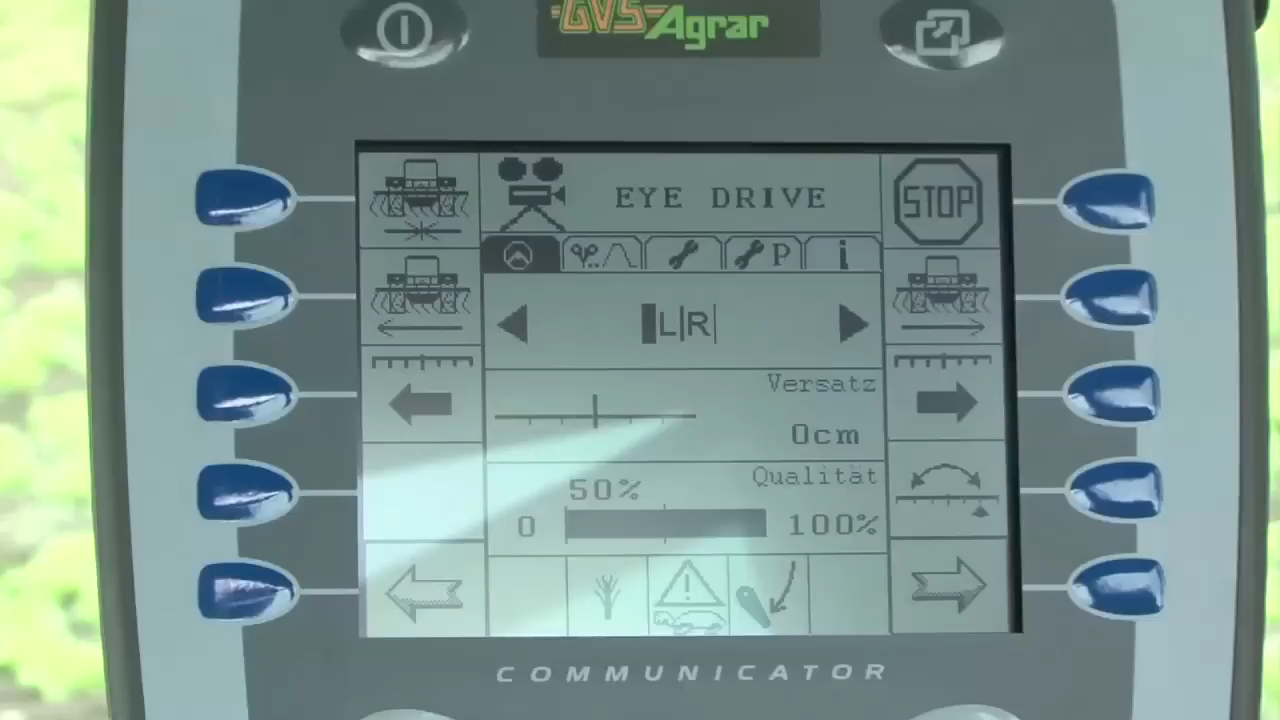 GVS-Agrar
EYE DRIVE
STOP
P
i
L|R|
Versatz
0cm
Qualität
50%
0
100%
COMMUNICATOR